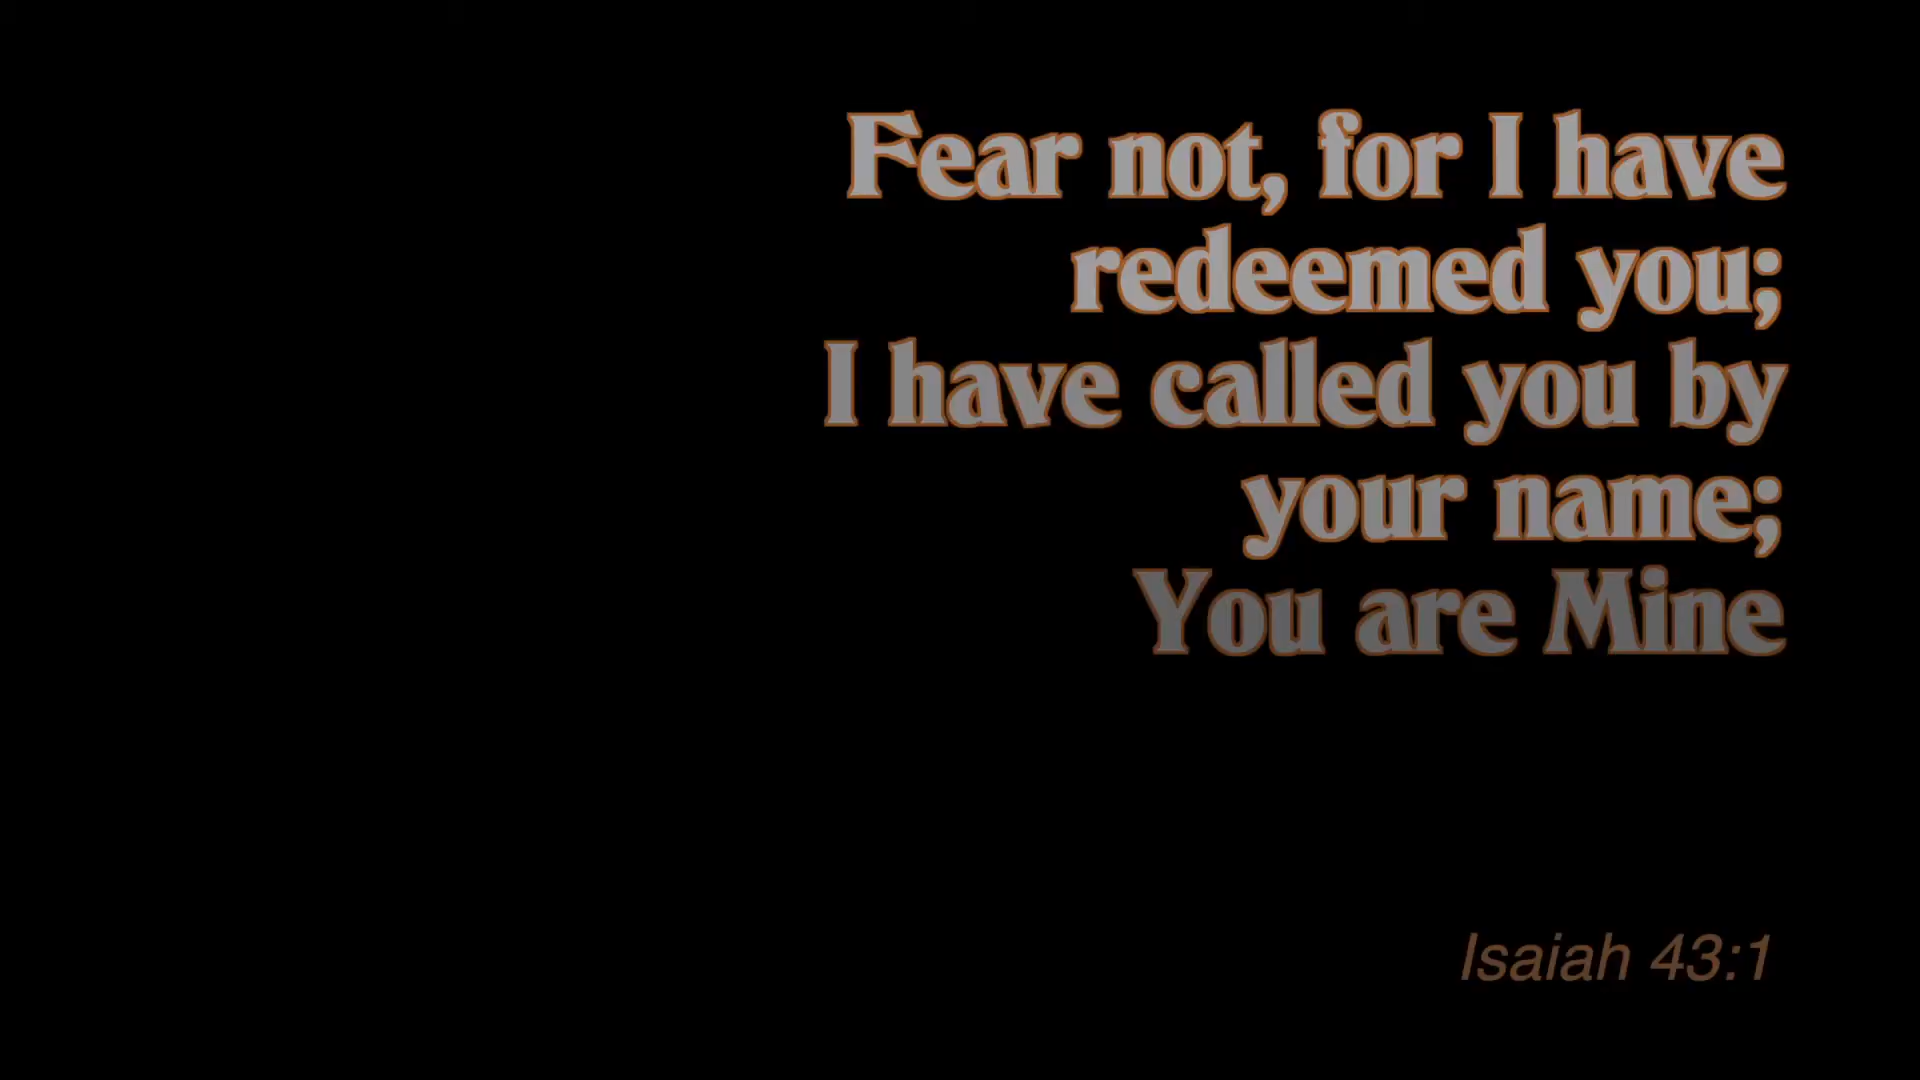 Fear not, for I have
redeemed you;
I have called you by
your name;
You are Mine
Isaiah 43:1